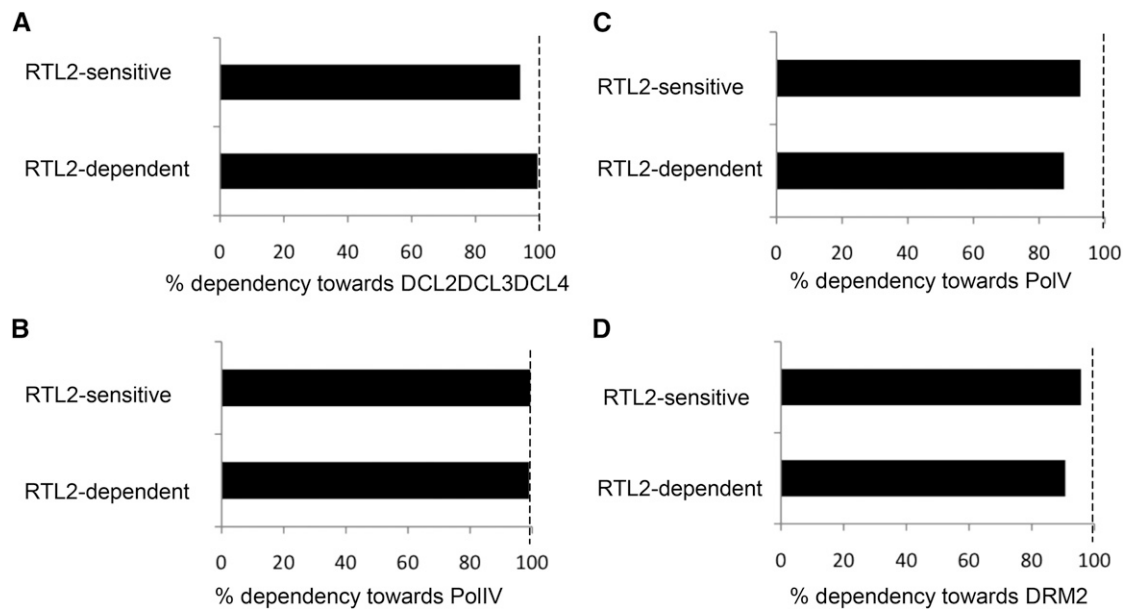 A
RTL2-sensitive
RTL2-dependent
0 20 40 60 80 100
% dependency towards DCL2DCL3DCL4
B
RTL2-sensitive
RTL2-dependent
0 20 40 60 80 100
% dependency towards PolIV
C
RTL2-sensitive
RTL2-dependent
0 20 40 60 80 100
% dependency towards PolV
D
RTL2-sensitive
RTL2-dependent
0 20 40 60 80 100
% dependency towards DRM2